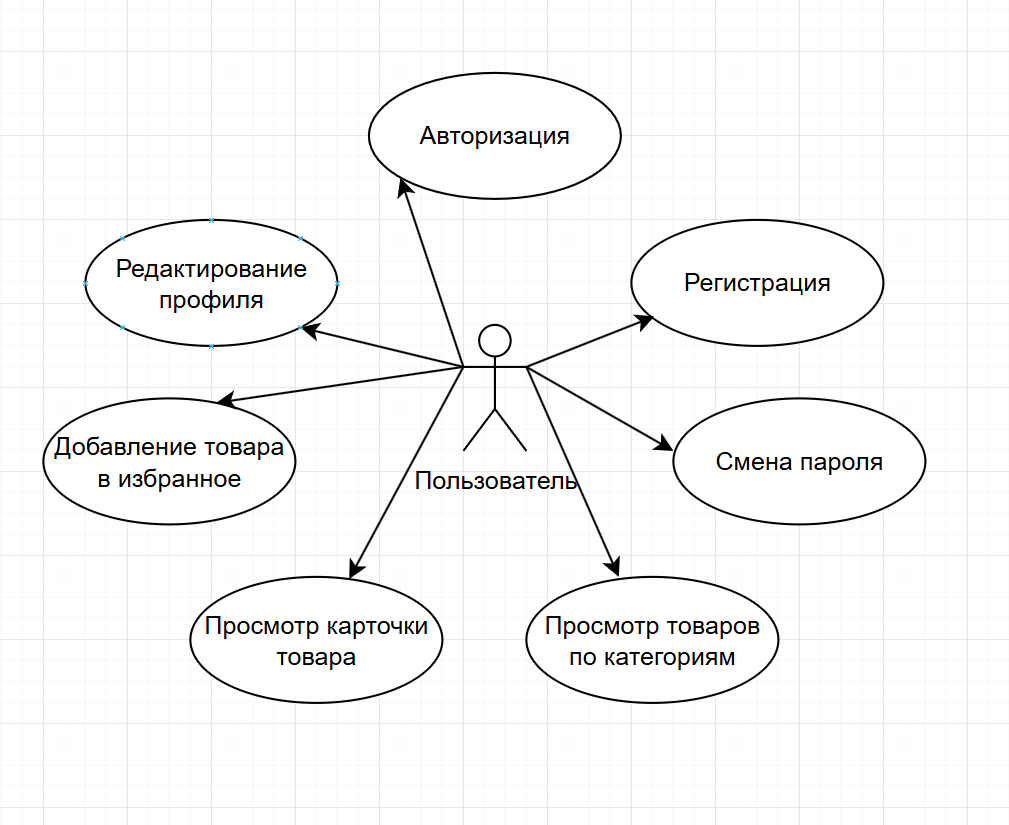 Авторизация
Редактирование
профиля
Регистрация
Добавление товара
в избранное
Пользователь
Смена пароля
Просмотр карточки
товара
Просмотр товаров
по категориям